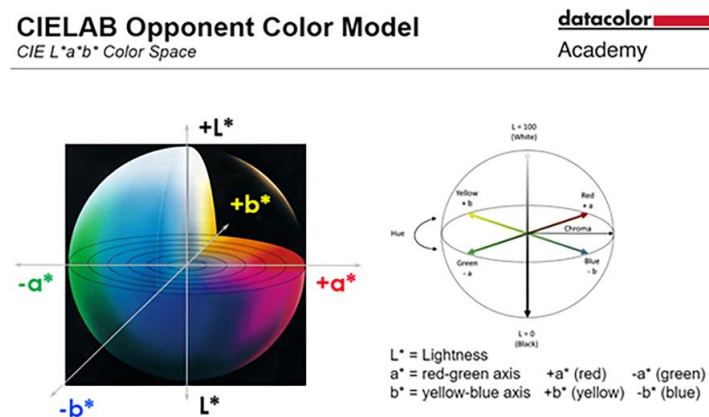 CIELAB Opponent Color Model
CIE L*a*b* Color Space
datacolor
Academy
+L*
+b*
-a*
+a*
-b*
L*
L = 100
(White)
Yellow
+ b
Red
+ a
Hue
Chroma
Green
- a
Blue
- b
L = 0
(Black)
L* = Lightness
a* = red-green axis +a* (red) -a* (green)
b* = yellow-blue axis +b* (yellow) -b* (blue)